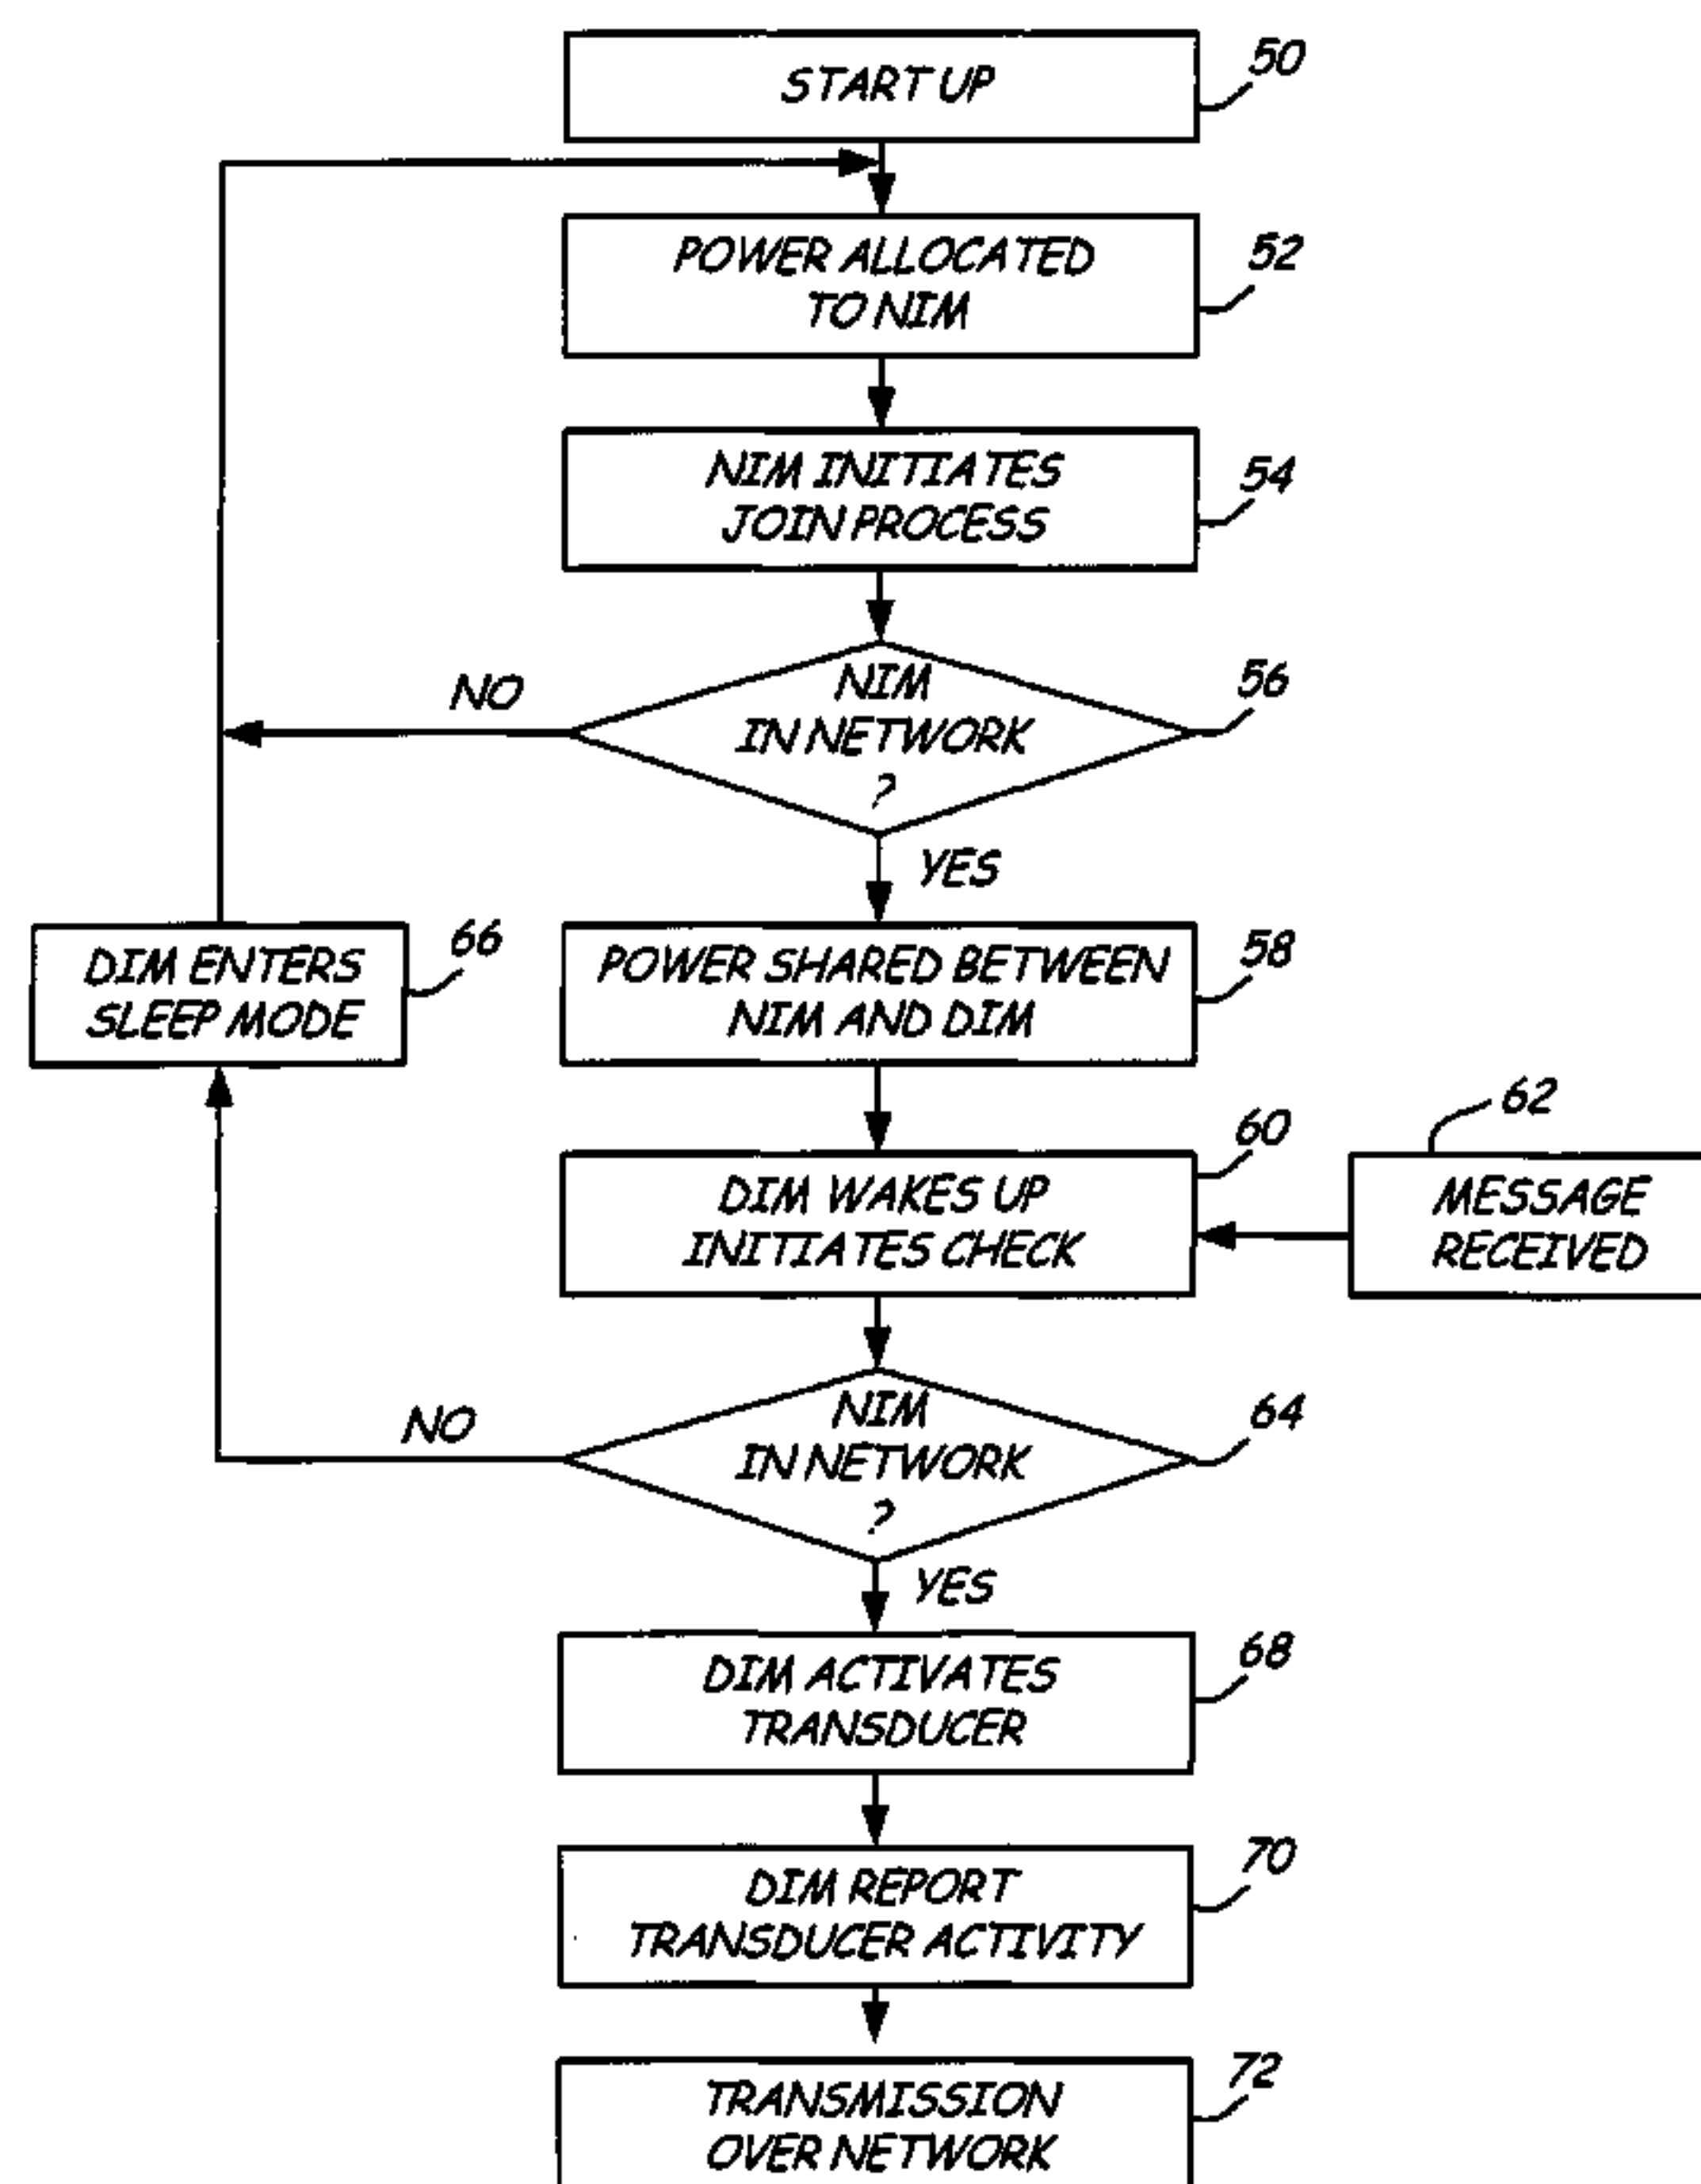 START UP
50
POWER ALLOCATED
TO NIM
52
NIM INITIATES
JOIN PROCESS
54
NIM
IN NETWORK
?
56
NO
YES
DIM ENTERS
SLEEP MODE
66
POWER SHARED BETWEEN
NIM AND DIM
58
DIM WAKES UP
INITIATES CHECK
60
MESSAGE
RECEIVED
62
NIM
IN NETWORK
?
64
NO
YES
DIM ACTIVATES
TRANSDUCER
68
DIM REPORT
TRANSDUCER ACTIVITY
70
TRANSMISSION
OVER NETWORK
72